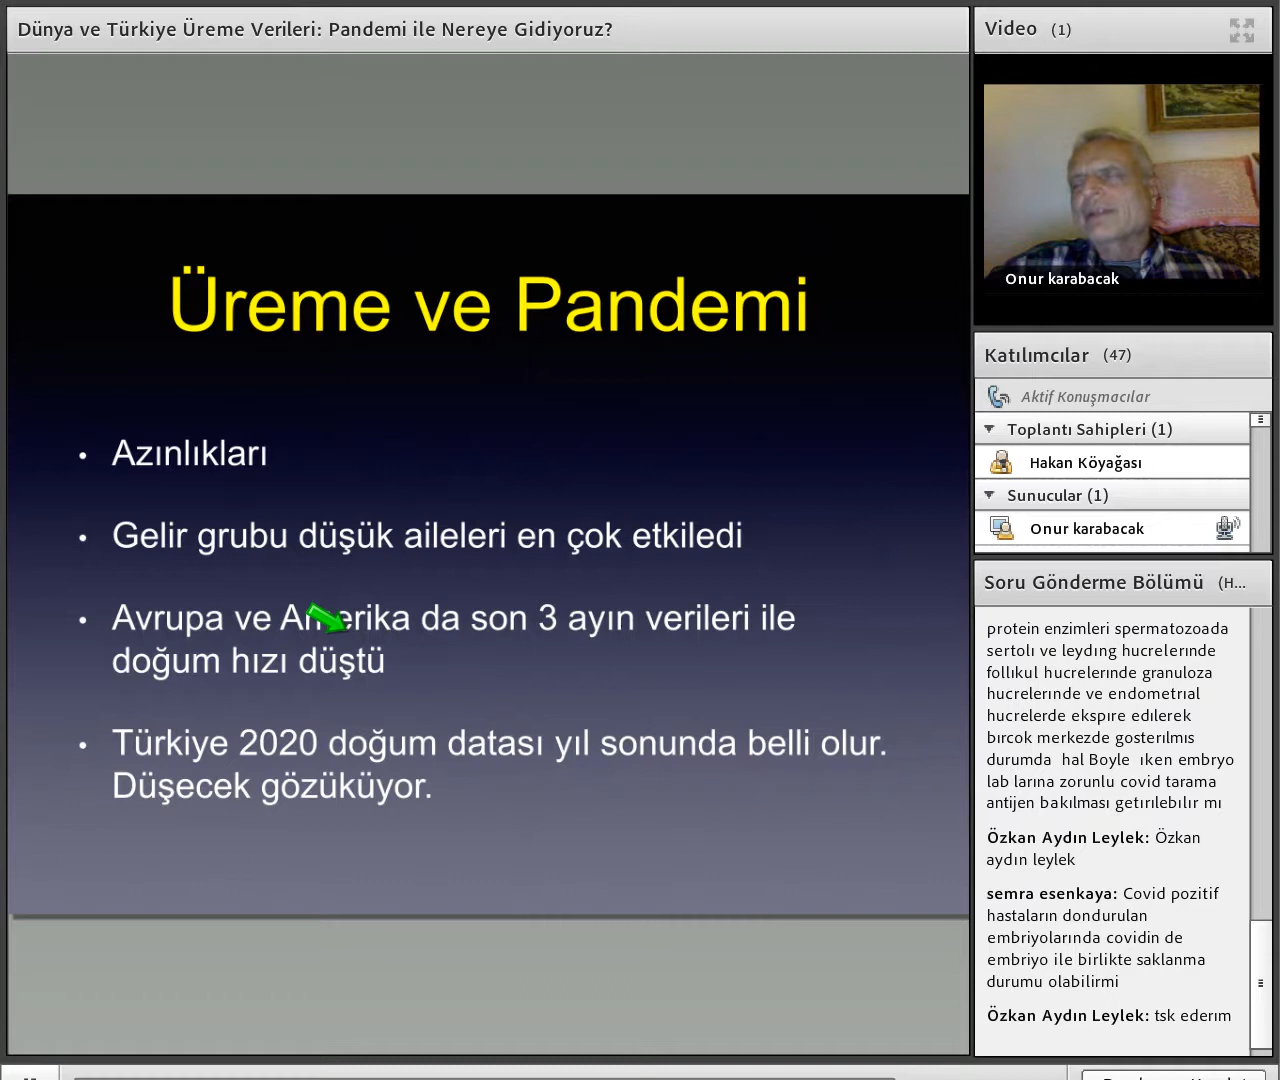 Dünya ve Türkiye Üreme Verileri: Pandemi ile Nereye Gidiyoruz?
Üreme ve Pandemi
• Azınlıkları
• Gelir grubu düşük aileleri en çok etkiledi
• Avrupa ve Amerika da son 3 ayın verileri ile
doğum hızı düştü
• Türkiye 2020 doğum datası yıl sonunda belli olur.
Düşecek gözüküyor.
Video (1)
Onur karabacak
Katılımcılar (47)
Aktif Konuşmacılar
Toplantı Sahipleri (1)
Hakan Köyağası
Sunucular (1)
Onur karabacak
Soru Gönderme Bölümü (H...
protein enzimleri spermatozoada
sertolı ve leydıng hucrelerınde
follıkul hucrelerınde granuloza
hucrelerınde ve endometrıal
hucrelerde ekspıre edılerek
bırcok merkezde gosterılmıs
durumda hal Boyle ıken embryo
lab larına zorunlu covid tarama
antijen bakılması getırılebılır mı
Özkan Aydın Leylek: Özkan
aydın leylek
semra esenkaya: Covid pozitif
hastaların dondurulan
embriyolarında covidin de
embriyo ile birlikte saklanma
durumu olabilirmi
Özkan Aydın Leylek: tsk ederım